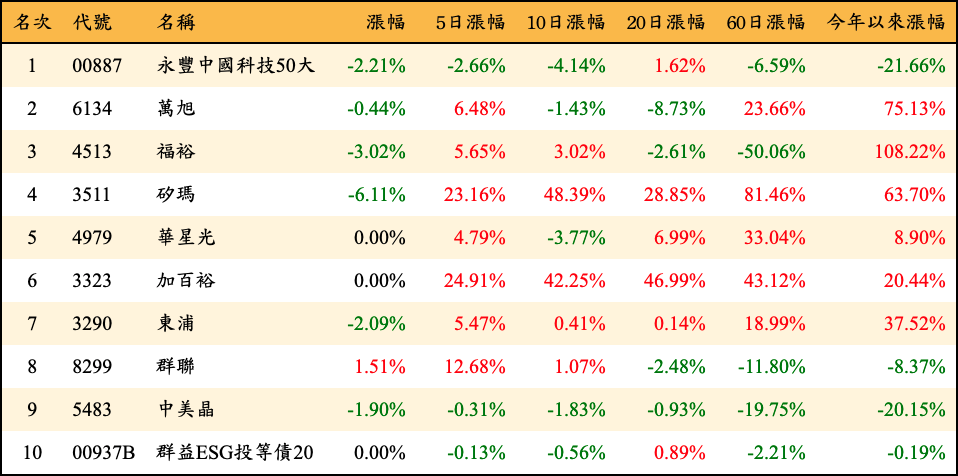 名次 代號 名稱 漲幅 5日漲幅 10日漲幅 20日漲幅 60日漲幅 今年以來漲幅
1 00887 永豐中國科技50大 -2.21% -2.66% -4.14% 1.62% -6.59% -21.66%
2 6134 萬旭 -0.44% 6.48% -1.43% -8.73% 23.66% 75.13%
3 4513 福裕 -3.02% 5.65% 3.02% -2.61% -50.06% 108.22%
4 3511 矽瑪 -6.11% 23.16% 48.39% 28.85% 81.46% 63.70%
5 4979 華星光 0.00% 4.79% -3.77% 6.99% 33.04% 8.90%
6 3323 加百裕 0.00% 24.91% 42.25% 46.99% 43.12% 20.44%
7 3290 東浦 -2.09% 5.47% 0.41% 0.14% 18.99% 37.52%
8 8299 群聯 1.51% 12.68% 1.07% -2.48% -11.80% -8.37%
9 5483 中美晶 -1.90% -0.31% -1.83% -0.93% -19.75% -20.15%
10 00937B 群益ESG投等債20 0.00% -0.13% -0.56% 0.89% -2.21% -0.19%